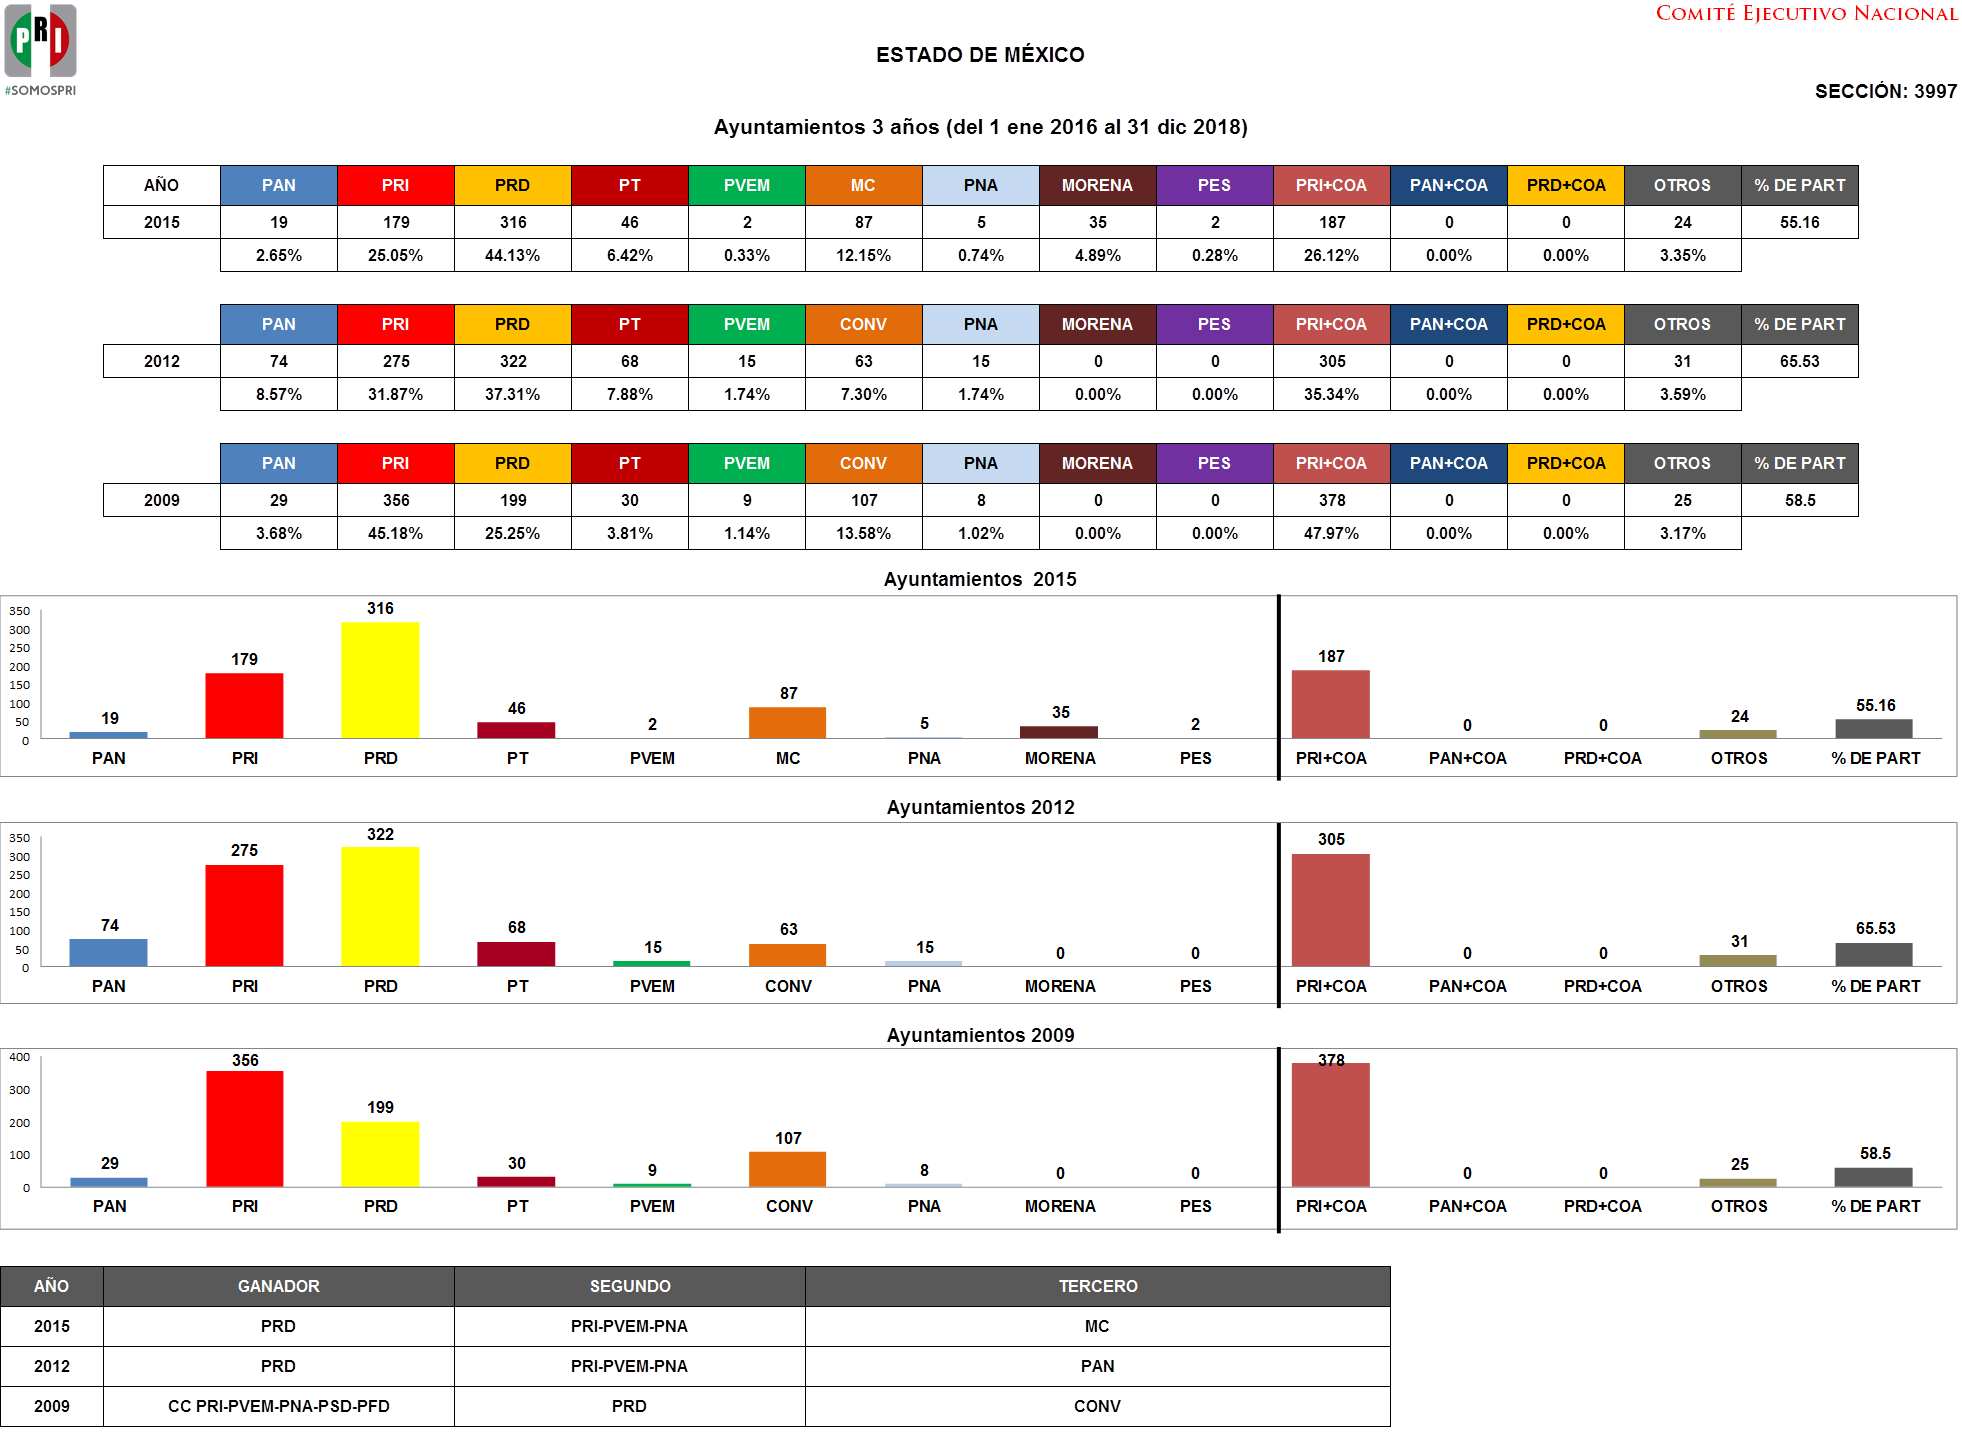 PRI
#SOMOSPRI
COMITÉ EJECUTIVO NACIONAL
ESTADO DE MÉXICO
SECCIÓN: 3997
Ayuntamientos 3 años (del 1 ene 2016 al 31 dic 2018)
AÑO PAN PRI PRD PT PVEM MC PNA MORENA PES PRI+COA PAN+COA PRD+COA OTROS % DE PART
2015 19 179 316 46 2 87 5 35 2 187 0 0 24 55.16
2.65% 25.05% 44.13% 6.42% 0.33% 12.15% 0.74% 4.89% 0.28% 26.12% 0.00% 0.00% 3.35%
PAN PRI PRD PT PVEM CONV PNA MORENA PES PRI+COA PAN+COA PRD+COA OTROS % DE PART
2012 74 275 322 68 15 63 15 0 0 305 0 0 31 65.53
8.57% 31.87% 37.31% 7.88% 1.74% 7.30% 1.74% 0.00% 0.00% 35.34% 0.00% 0.00% 3.59%
PAN PRI PRD PT PVEM CONV PNA MORENA PES PRI+COA PAN+COA PRD+COA OTROS % DE PART
2009 29 356 199 30 9 107 8 0 0 378 0 0 25 58.5
3.68% 45.18% 25.25% 3.81% 1.14% 13.58% 1.02% 0.00% 0.00% 47.97% 0.00% 0.00% 3.17%
Ayuntamientos 2015
350
300
250
200
150
100
50
0
19 179 316 46 2 87 5 35 2 187 0 0 24 55.16
PAN PRI PRD PT PVEM MC PNA MORENA PES PRI+COA PAN+COA PRD+COA OTROS % DE PART
Ayuntamientos 2012
350
300
250
200
150
100
50
0
74 275 322 68 15 63 15 0 0 305 0 0 31 65.53
PAN PRI PRD PT PVEM CONV PNA MORENA PES PRI+COA PAN+COA PRD+COA OTROS % DE PART
Ayuntamientos 2009
400
300
200
100
0
29 356 199 30 9 107 8 0 0 378 0 0 25 58.5
PAN PRI PRD PT PVEM CONV PNA MORENA PES PRI+COA PAN+COA PRD+COA OTROS % DE PART
AÑO GANADOR SEGUNDO TERCERO
2015 PRD PRI-PVEM-PNA MC
2012 PRD PRI-PVEM-PNA PAN
2009 CC PRI-PVEM-PNA-PSD-PFD PRD CONV